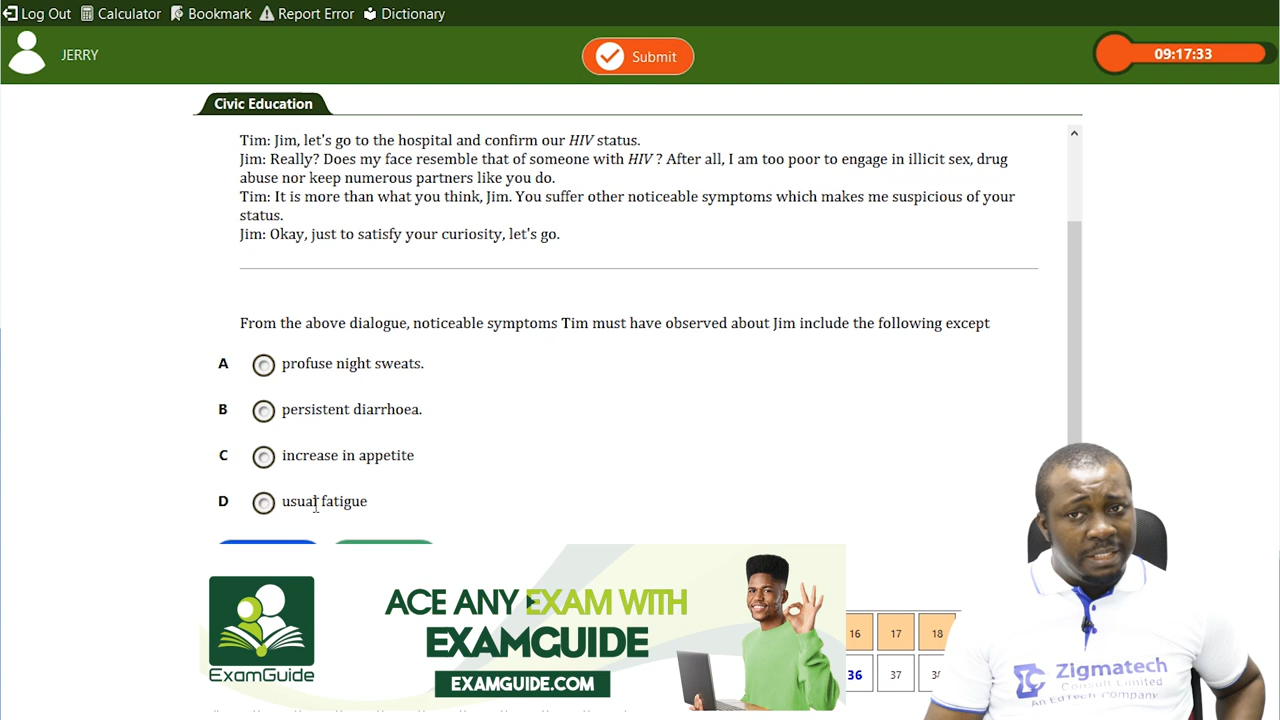 Log Out Calculator Bookmark Report Error Dictionary
JERRY
Submit
09:17:33
Civic Education
Tim: Jim, let's go to the hospital and confirm our HIV status.
Jim: Really? Does my face resemble that of someone with HIV ? After all, I am too poor to engage in illicit sex, drug
abuse nor keep numerous partners like you do.
Tim: It is more than what you think, Jim. You suffer other noticeable symptoms which makes me suspicious of your
status.
Jim: Okay, just to satisfy your curiosity, let's go.
From the above dialogue, noticeable symptoms Tim must have observed about Jim include the following except
A profuse night sweats.
B persistent diarrhoea.
C increase in appetite
D usual fatigue
ExamGuide
ACE ANY EXAM WITH
EXAMGUIDE
EXAMGUIDE.COM
16 17 18
36 37
Zigmatech
Consult Limited
An EdTech Company